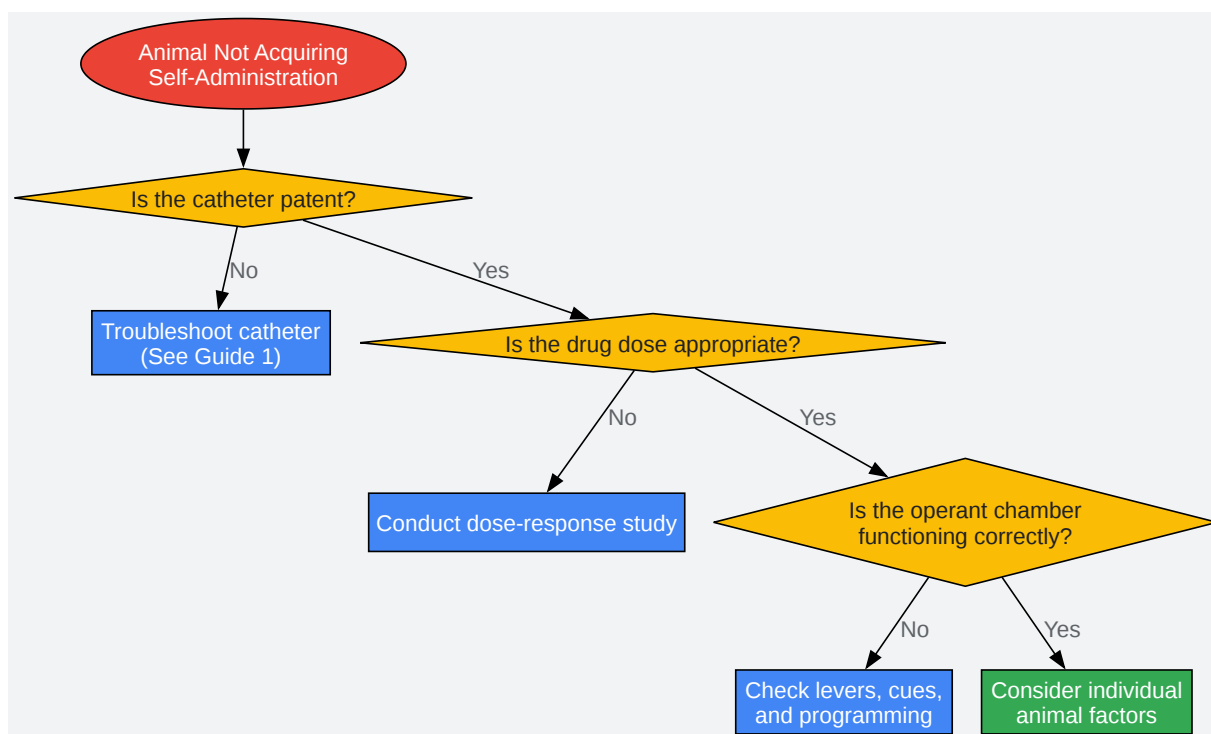 Animal Not Acquiring
Self-Administration
Is the catheter patent?
No
Yes
Troubleshoot catheter
(See Guide 1)
Is the drug dose appropriate?
No
Yes
Conduct dose-response study
Is the operant chamber
functioning correctly?
No
Yes
Check levers, cues,
and programming
Consider individual
animal factors